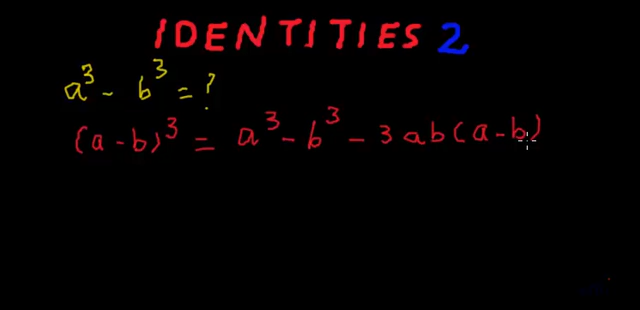 IDENTITIES 2
a³ - b³ = ?
(a - b)³ = a³ - b³ - 3ab(a - b)